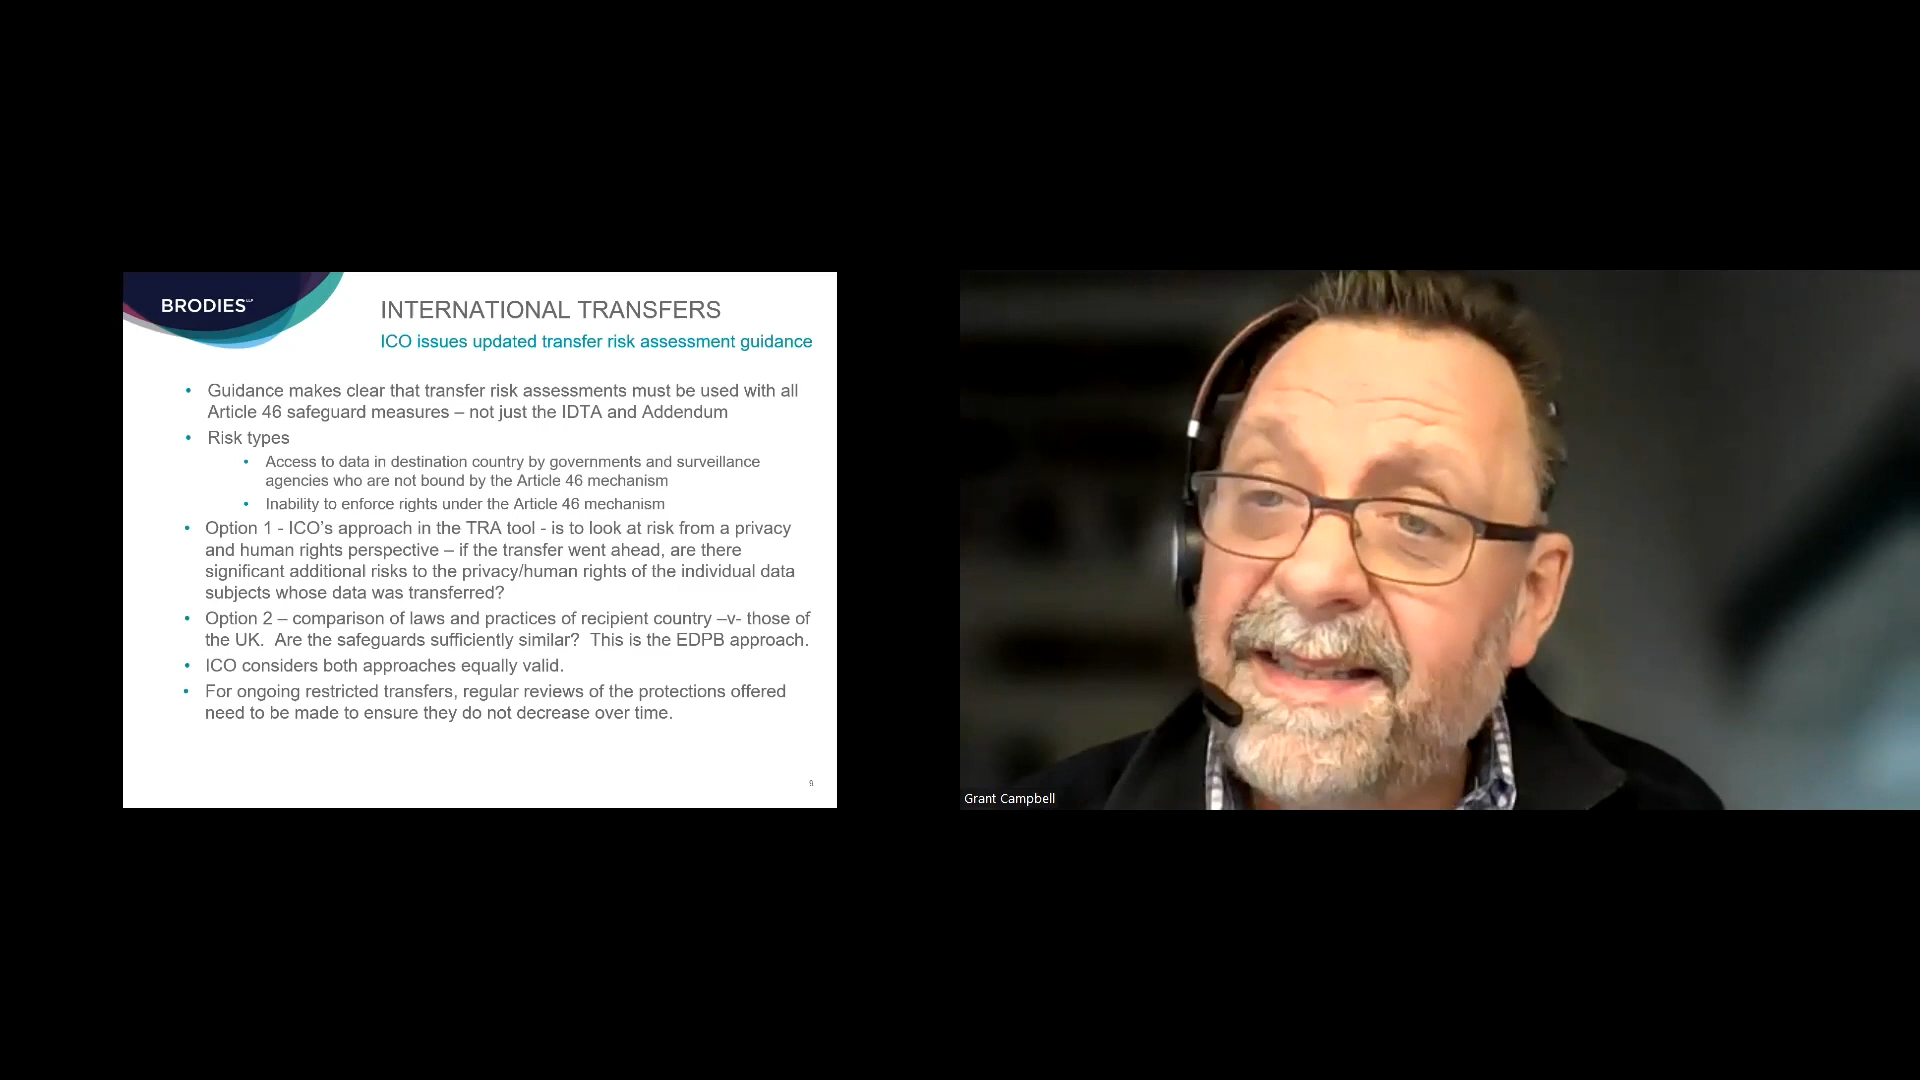 BRODIES LLP
INTERNATIONAL TRANSFERS
ICO issues updated transfer risk assessment guidance
• Guidance makes clear that transfer risk assessments must be used with all
Article 46 safeguard measures – not just the IDTA and Addendum
• Risk types
• Access to data in destination country by governments and surveillance
agencies who are not bound by the Article 46 mechanism
• Inability to enforce rights under the Article 46 mechanism
• Option 1 - ICO’s approach in the TRA tool - is to look at risk from a privacy
and human rights perspective – if the transfer went ahead, are there
significant additional risks to the privacy/human rights of the individual data
subjects whose data was transferred?
• Option 2 – comparison of laws and practices of recipient country –v- those of
the UK.  Are the safeguards sufficiently similar?  This is the EDPB approach.
• ICO considers both approaches equally valid.
• For ongoing restricted transfers, regular reviews of the protections offered
need to be made to ensure they do not decrease over time.
9
Grant Campbell